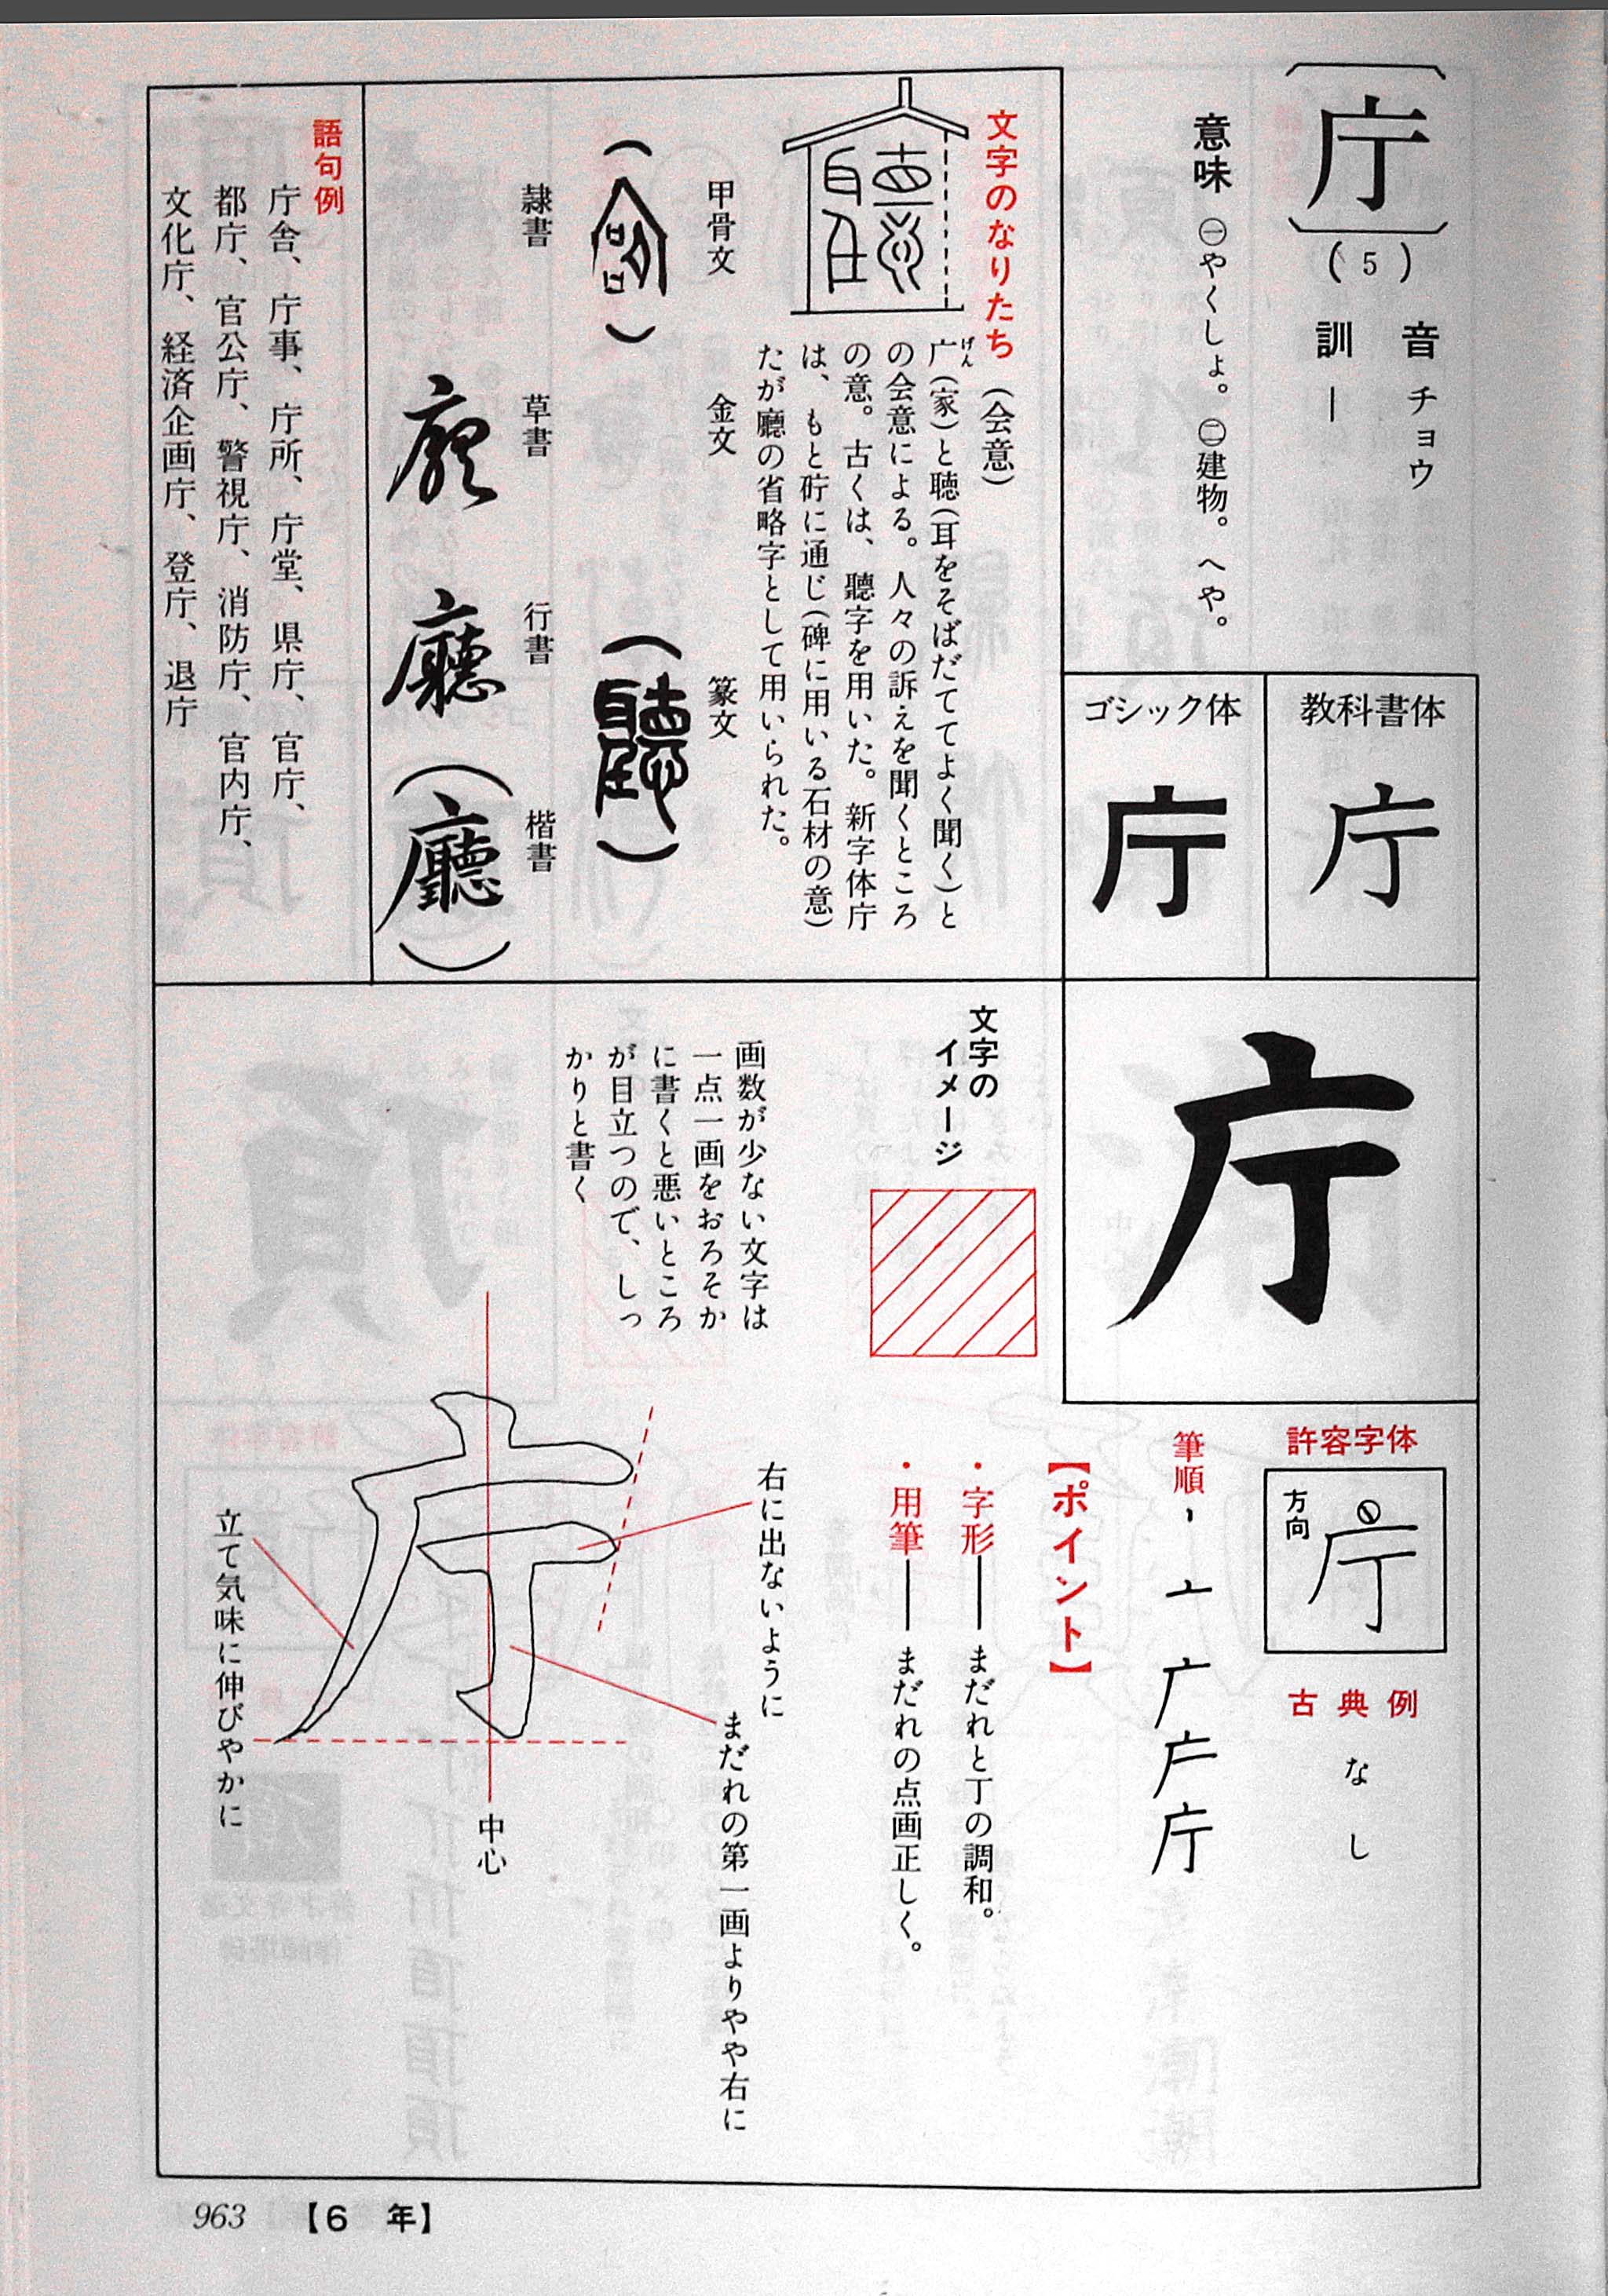 庁
(5)
音 チョウ
訓 ―
意味 ㊀やくしょ。㊁建物。へや。
教科書体
庁
ゴシック体
庁
文字のなりたち
(会意)
广(家)と聴(耳をそばだててよく聞く)と
げん
の会意による。人々の訴えを聞くところ
の意。古くは、聽字を用いた。新字体庁
は、もと䇸に通じ(碑に用いる石材の意)
たが廳の省略字として用いられた。
甲骨文
金文
篆文
(聽)
隷書
草書
廳
行書
廳
楷書
(廳)
語句例
庁舎、庁事、庁所、庁堂、県庁、官庁、
都庁、官公庁、警視庁、消防庁、官内庁、
文化庁、経済企画庁、登庁、退庁
庁
文字の
イメージ
画数が少ない文字は
一点一画をおろそか
に書くと悪いところ
が目立つので、しっ
かりと書く
許容字体
方向
庁
古典例
なし
筆順
丶 亠 广 庁
【ポイント】
・字形――まだれと丁の調和。
・用筆――まだれの点画正しく。
右に出ないように
まだれの第一画よりやや右に
中心
立て気味に伸びやかに
963 【6 年】